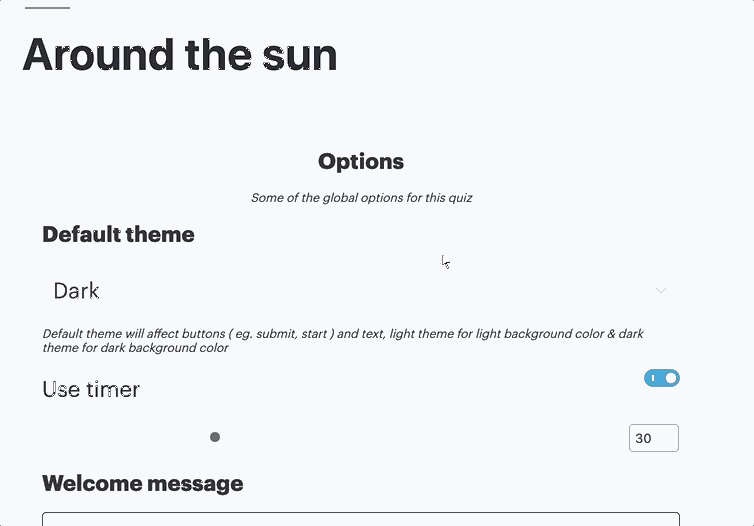 Around the sun
Options
Some of the global options for this quiz
Default theme
Dark
Default theme will affect buttons ( eg. submit, start ) and text, light theme for light background color & dark
theme for dark background color
Use timer
30
Welcome message